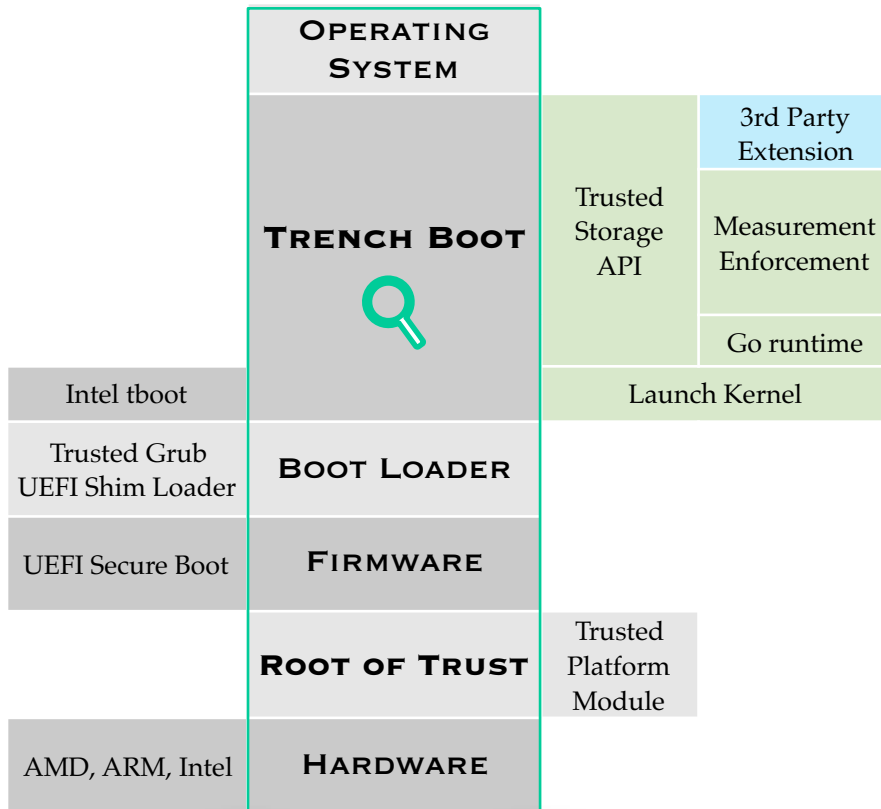 OPERATING
SYSTEM
3rd Party
Extension
Trusted
Storage
API
TRENCH BOOT
Measurement
Enforcement
Go runtime
Intel tboot
Launch Kernel
Trusted Grub
UEFI Shim Loader
BOOT LOADER
UEFI Secure Boot
FIRMWARE
ROOT OF TRUST
Trusted
Platform
Module
AMD, ARM, Intel
HARDWARE